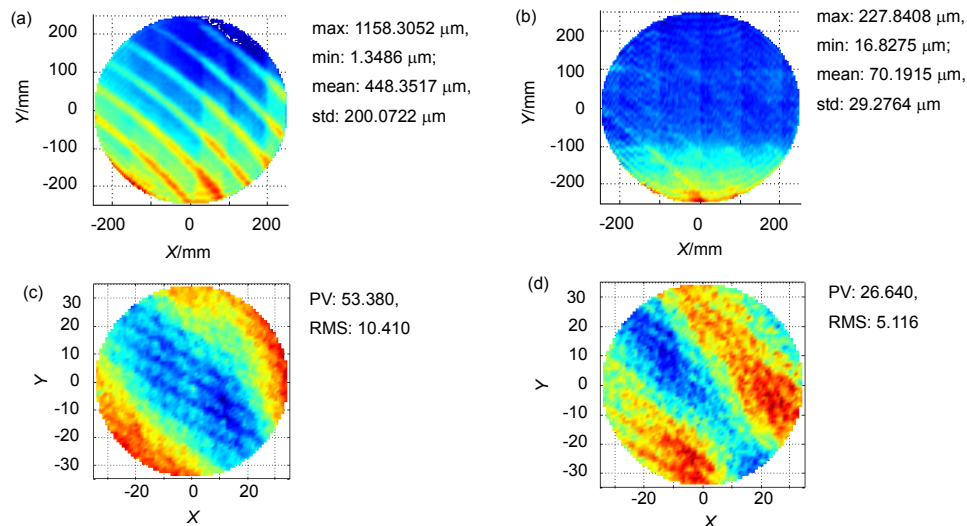 (a)
200
100
0
-100
-200
Y/mm
-200
0
200
X/mm
max: 1158.3052 μm,
min: 1.3486 μm;
mean: 448.3517 μm,
std: 200.0722 μm
(b)
200
100
0
-100
-200
Y/mm
-200
0
200
X/mm
max: 227.8408 μm,
min: 16.8275 μm;
mean: 70.1915 μm,
std: 29.2764 μm
(c)
30
20
10
0
-10
-20
-30
Y
-20
0
20
X
PV: 53.380,
RMS: 10.410
(d)
30
20
10
0
-10
-20
-30
Y
-20
0
20
X
PV: 26.640,
RMS: 5.116